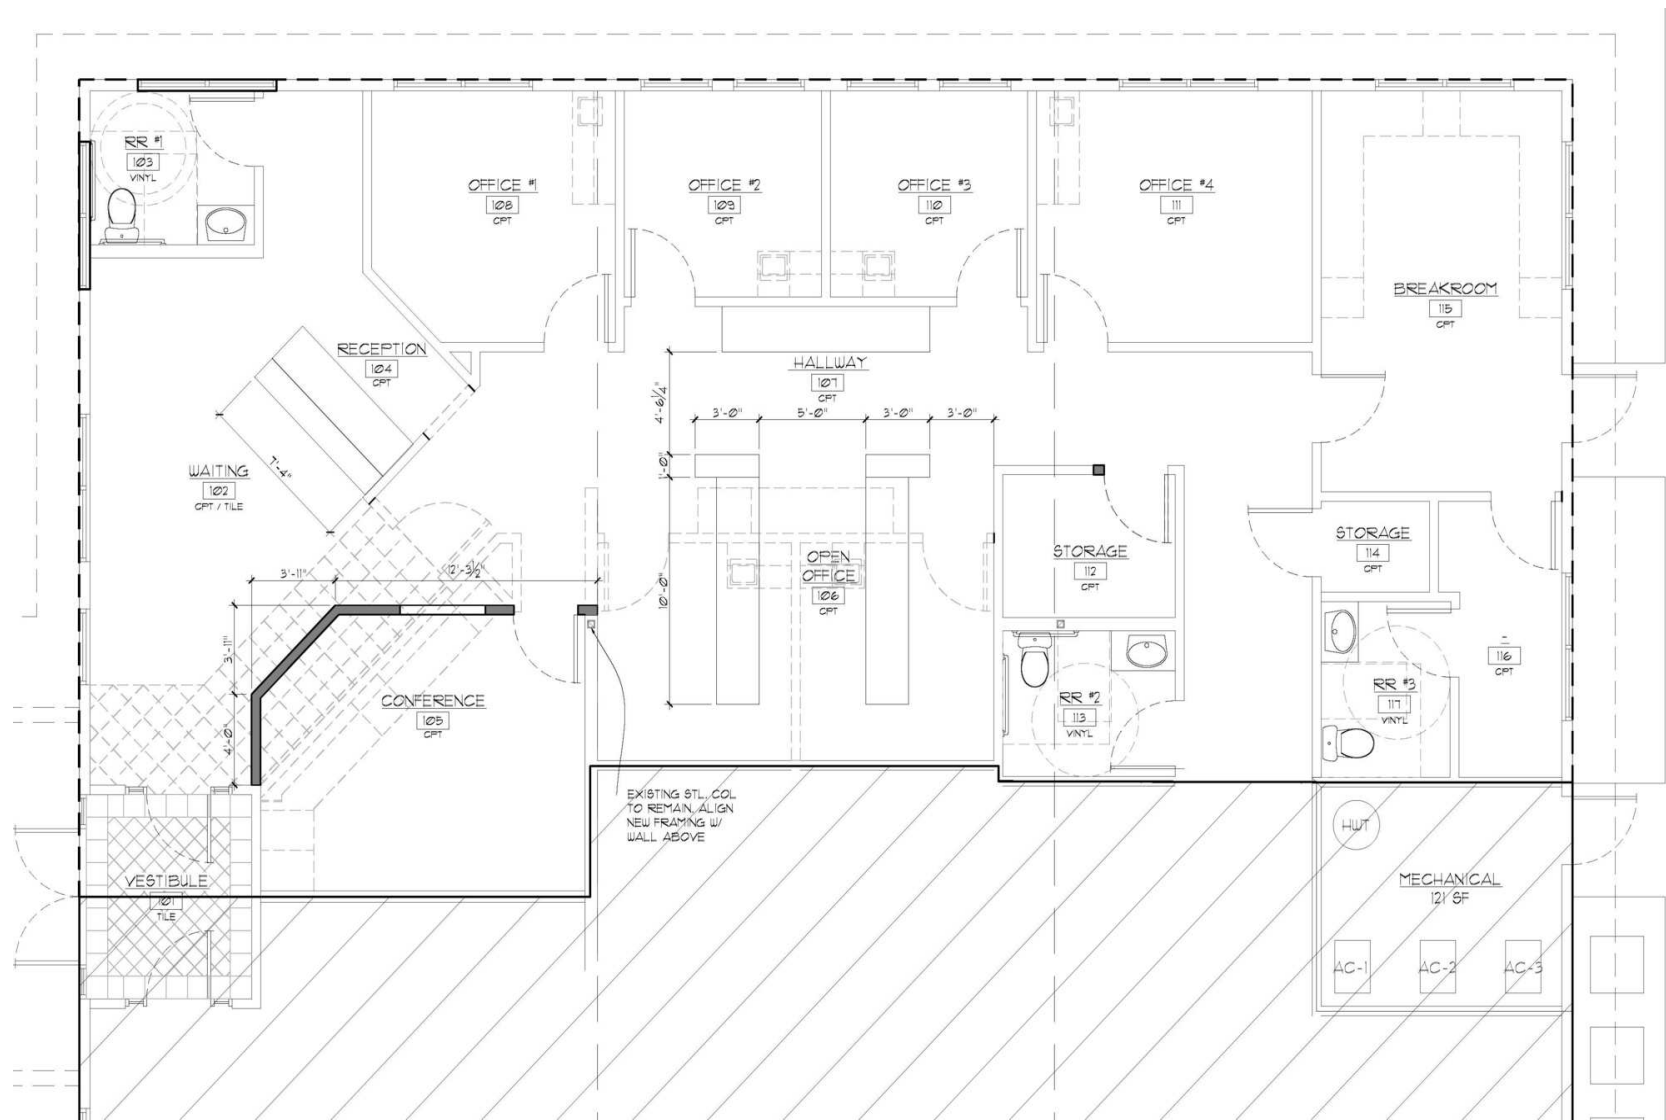 RR #1
103
VINYL
OFFICE #1
108
CPT
OFFICE #2
109
CPT
OFFICE #3
110
CPT
OFFICE #4
111
CPT
BREAKROOM
115
CPT
RECEPTION
104
CPT
HALLWAY
107
CPT
4'-6 1/4"
3'-0"
5'-0"
3'-0"
3'-0"
1'-0"
10'-0"
WAITING
102
CPT / TILE
7'-4"
OPEN
OFFICE
106
CPT
STORAGE
112
CPT
STORAGE
114
CPT
3'-11"
12'-3 1/2"
3'-11"
4'-0"
CONFERENCE
105
CPT
RR #2
113
VINYL
RR #3
117
VINYL
-
116
CPT
EXISTING STL. COL
TO REMAIN, ALIGN
NEW FRAMING W/
WALL ABOVE
VESTIBULE
101
TILE
HWT
MECHANICAL
121 SF
AC-1
AC-2
AC-3